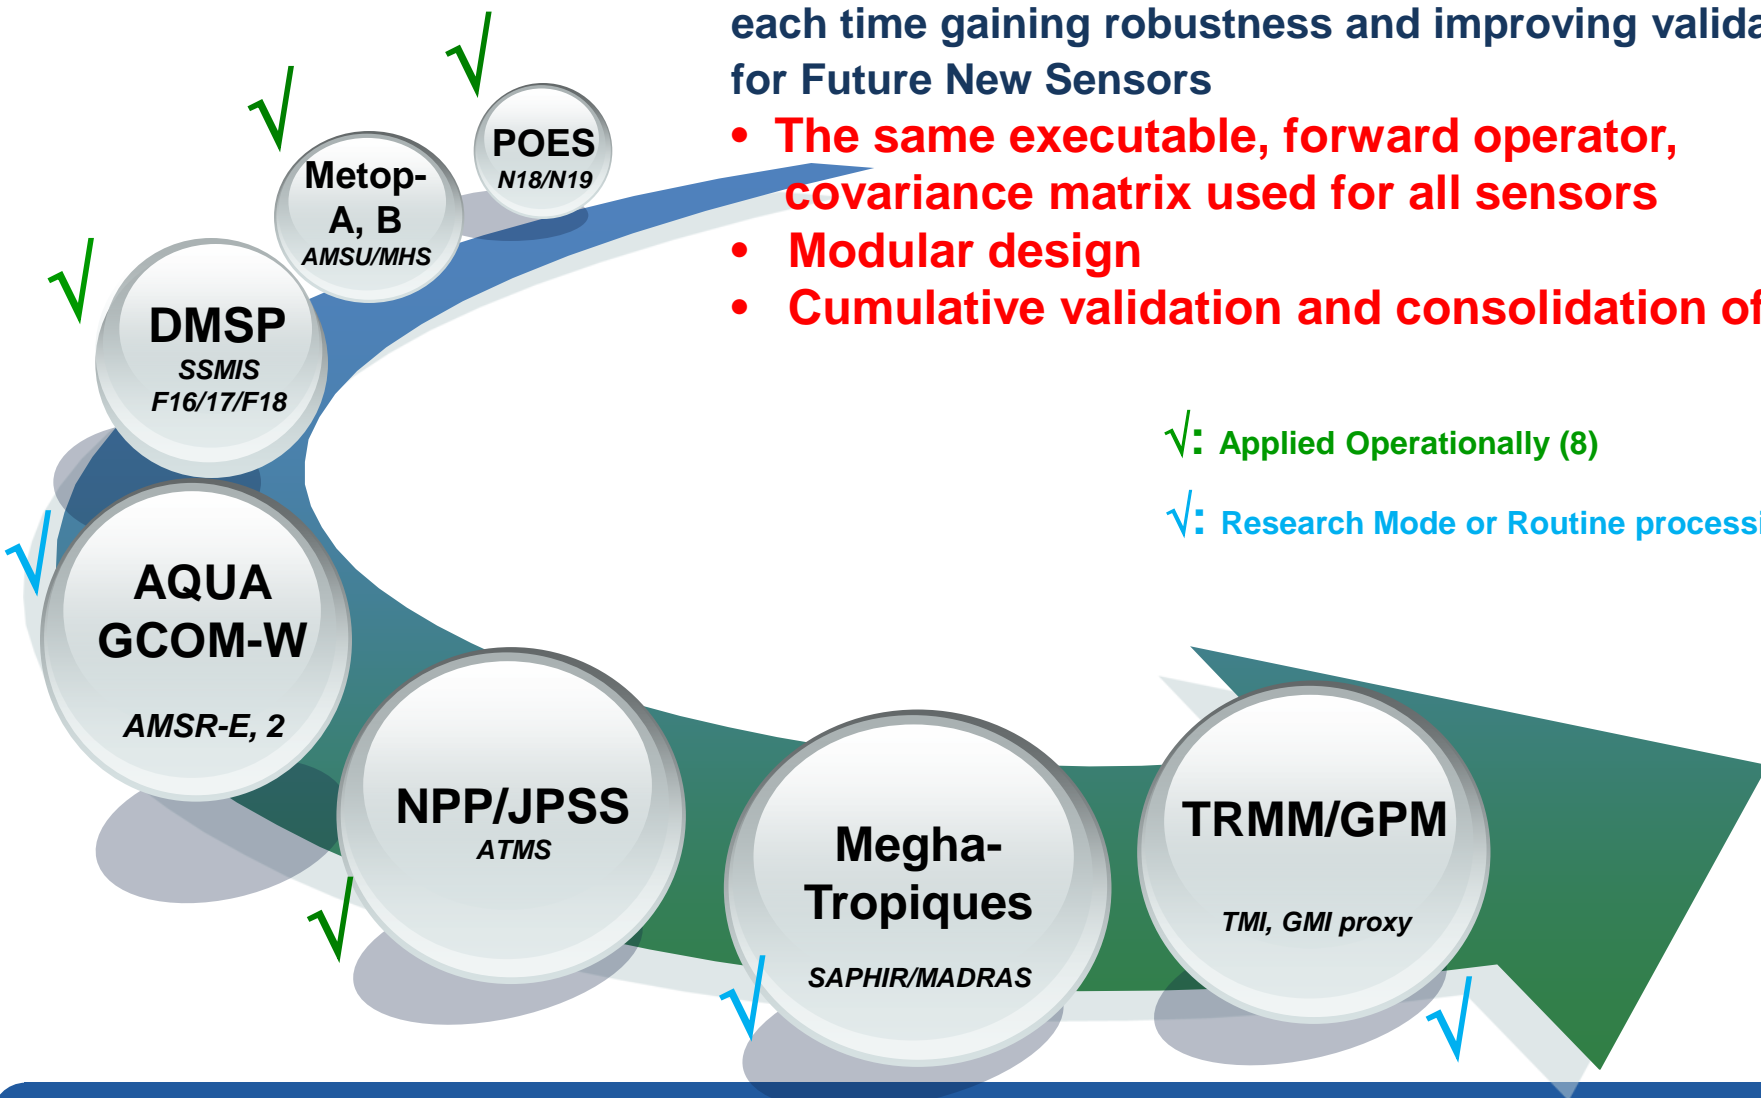 each time gaining robustness and improving
for Future New Sensors
• The same executable, forward operator,
covariance matrix used for all sensors
• Modular design
• Cumulative validation and consolidation of
√
√
POES
N18/N19
Metop-
A, B
AMSU/MHS
√
DMSP
SSMIS
F16/17/F18
√: Applied Operationally (8)
√: Research Mode or Routine
√
AQUA
GCOM-W
AMSR-E, 2
NPP/JPSS
ATMS
√
Megha-
Tropiques
SAPHIR/MADRAS
√
TRMM/GPM
TMI, GMI proxy
√